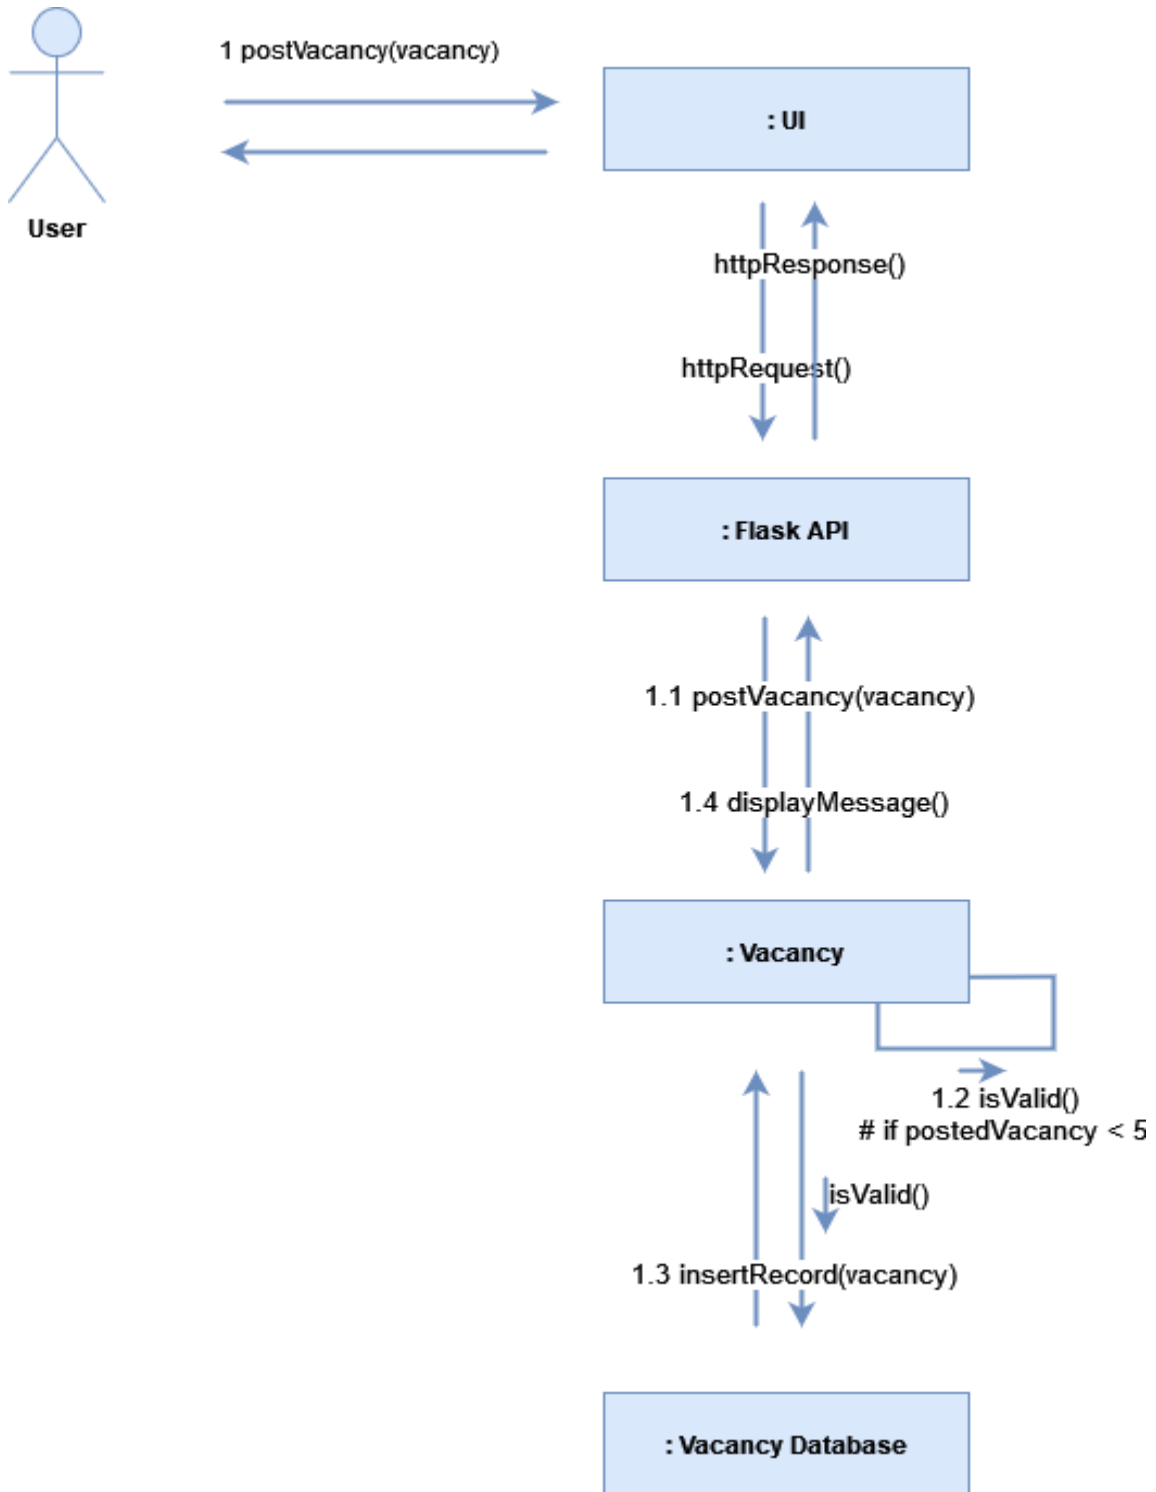 1 postVacancy(vacancy)
: UI
User
httpResponse()
httpRequest()
: Flask API
1.1 postVacancy(vacancy)
1.4 displayMessage()
: Vacancy
1.2 isValid()
# if postedVacancy < 5
isValid()
1.3 insertRecord(vacancy)
: Vacancy Database